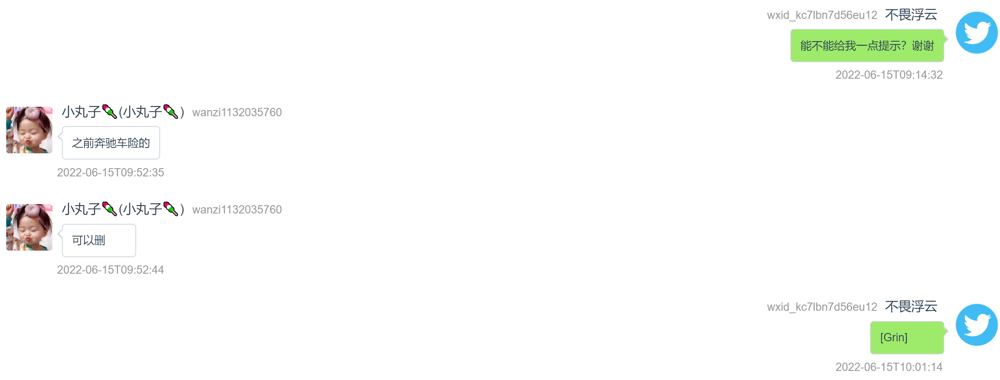 wxid_kc7lbn7d56eu12 不畏浮云
能不能给我一点提示？谢谢
2022-06-15T09:14:32
小丸子🍡(小丸子🍡) wanzi1132035760
之前奔驰车险的
2022-06-15T09:52:35
小丸子🍡(小丸子🍡) wanzi1132035760
可以删
2022-06-15T09:52:44
wxid_kc7lbn7d56eu12 不畏浮云
[Grin]
2022-06-15T10:01:14